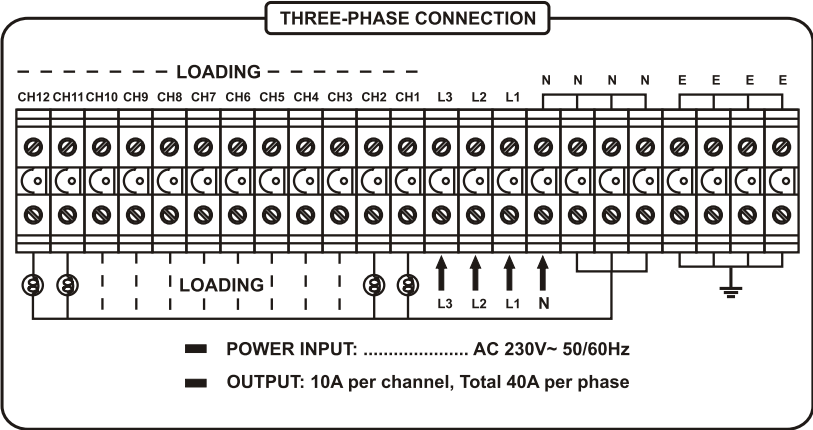 THREE-PHASE CONNECTION
LOADING
CH12 CH11 CH10 CH9 CH8 CH7 CH6 CH5 CH4 CH3 CH2 CH1 L3 L2 L1 N N N N E E E E
LOADING
L3 L2 L1 N
POWER INPUT: ..................... AC 230V~ 50/60Hz
OUTPUT: 10A per channel, Total 40A per phase